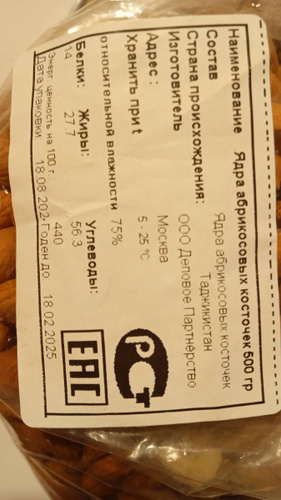 Наименование Ядра абрикосовых косточек 500 гр
Состав Ядра абрикосовых косточек
Страна происхождения: Таджикистан
Изготовитель ООО Деловое Партнёрство
Адрес : Москва
Хранить при t 5 - 25 °C
относительной влажности 75%
Белки: Жиры: Углеводы:
14 27.7 56.3
Энерг. ценность на 100 г. 440
Дата упаковки 18.08.202 Годен до 18.02.2025
РСТ
ЕАС